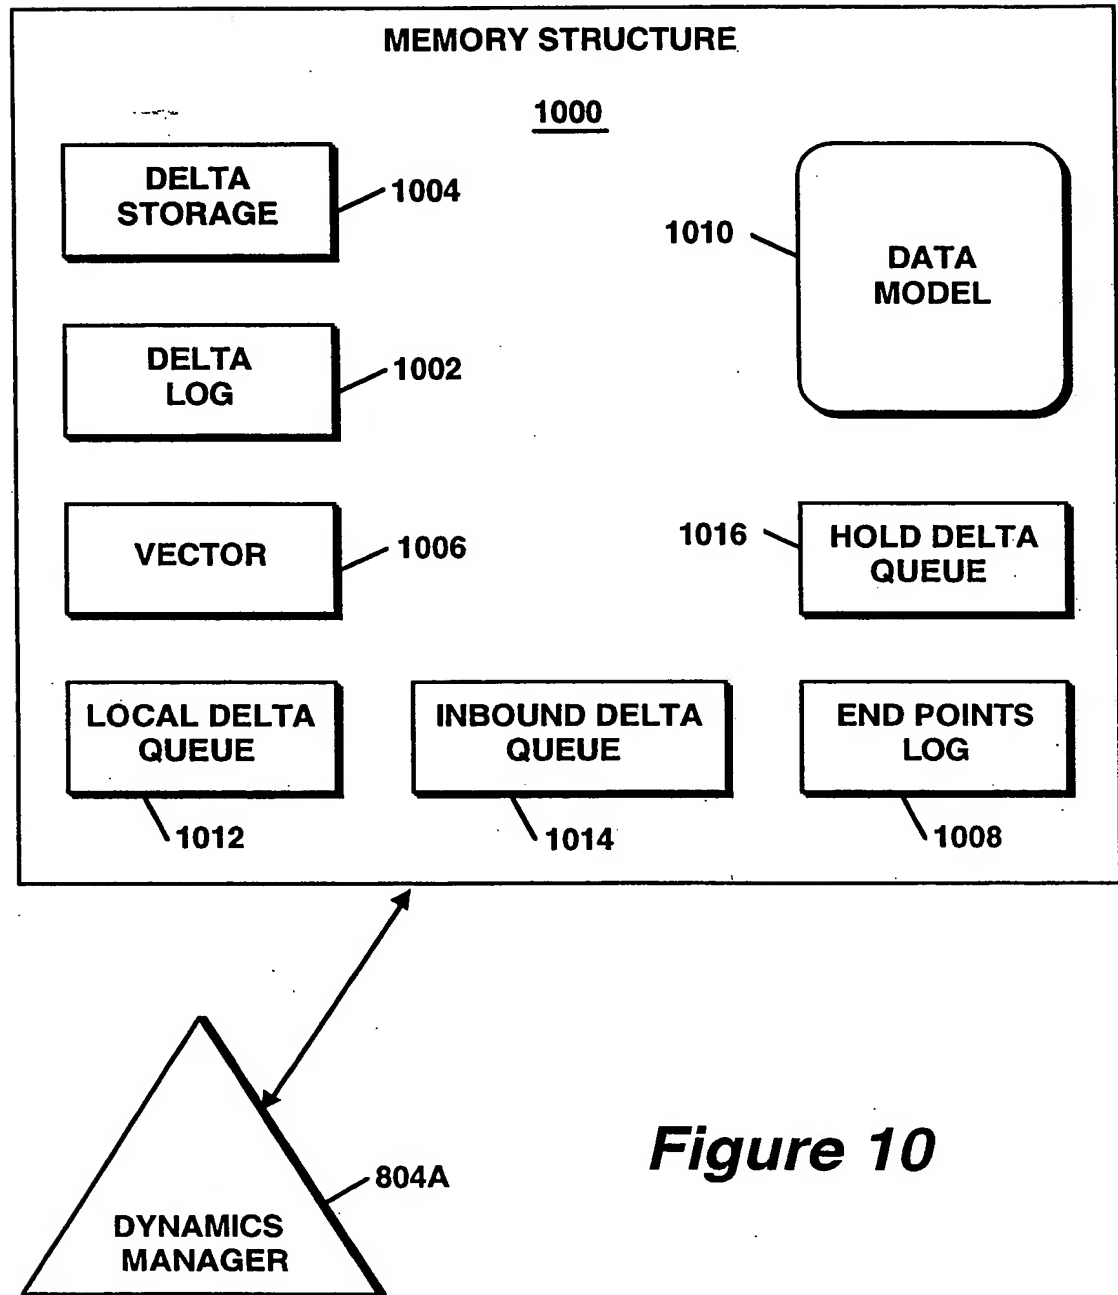 MEMORY STRUCTURE
1000
DELTA
STORAGE
1004
1010
DATA
MODEL
DELTA
LOG
1002
VECTOR
1006
1016
HOLD DELTA
QUEUE
LOCAL DELTA
QUEUE
INBOUND DELTA
QUEUE
END POINTS
LOG
1012
1014
1008
804A
DYNAMICS
MANAGER
Figure 10